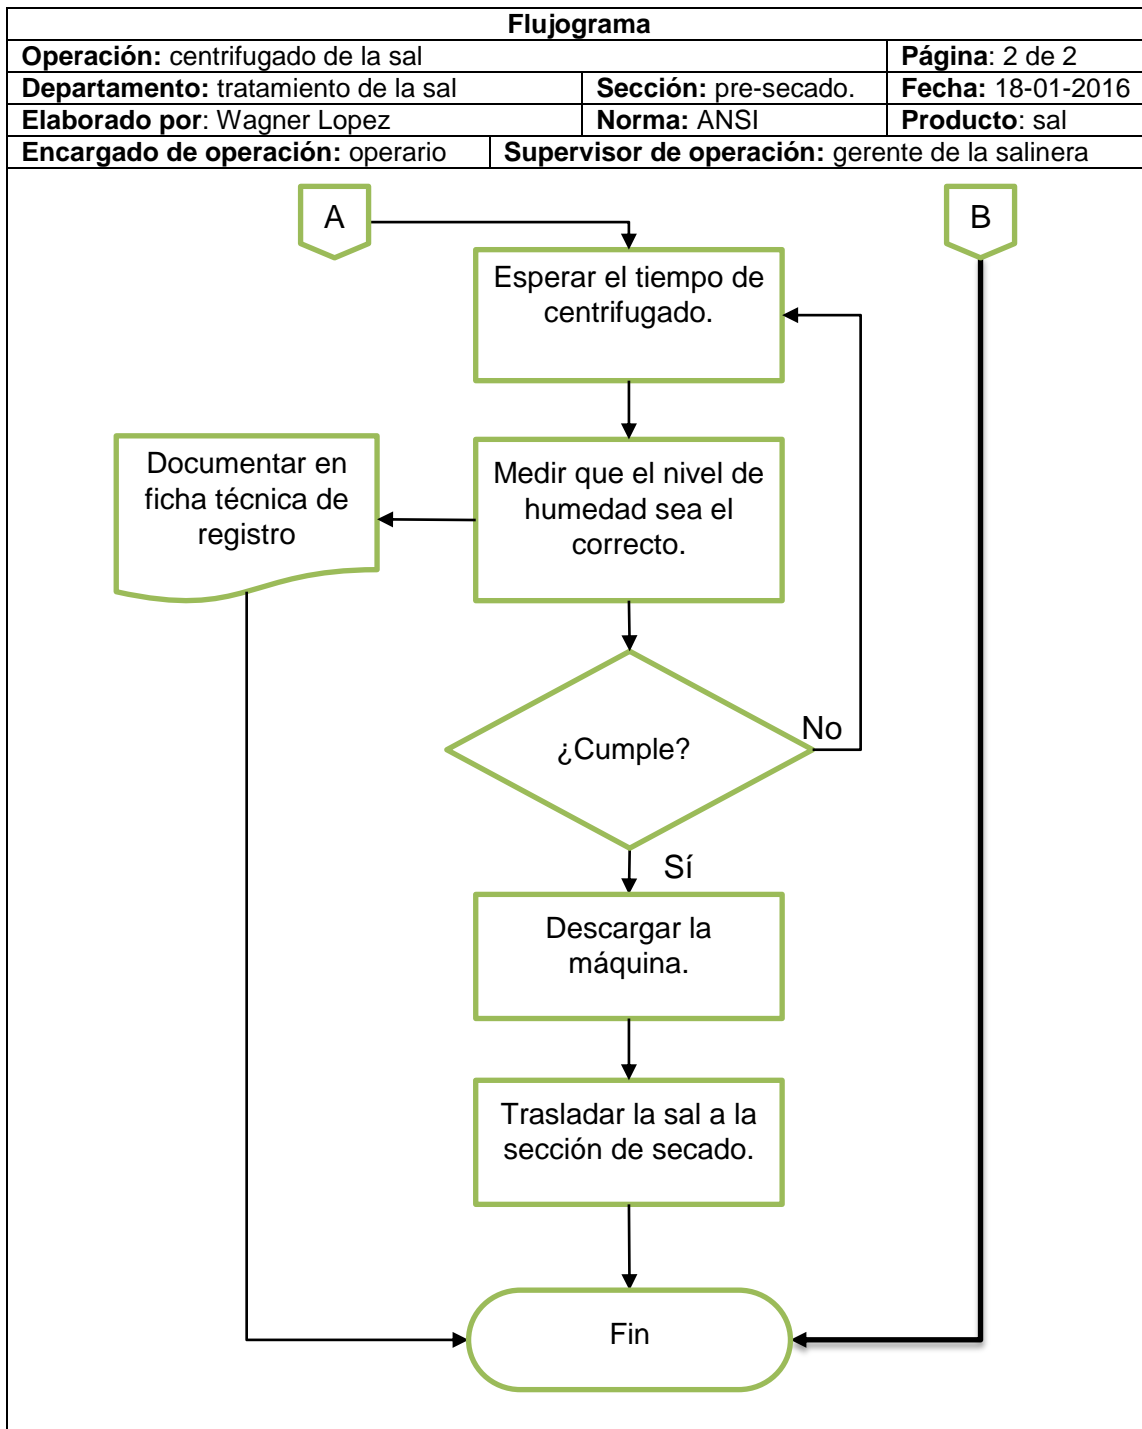 Flujograma
Operación: centrifugado de la sal Página: 2 de 2
Departamento: tratamiento de la sal Sección: pre-secado. Fecha: 18-01-2016
Elaborado por: Wagner Lopez Norma: ANSI Producto: sal
Encargado de operación: operario Supervisor de operación: gerente de la salinera
A
B
Esperar el tiempo de
centrifugado.
Documentar en
ficha técnica de
registro
Medir que el nivel de
humedad sea el
correcto.
¿Cumple?
No
Sí
Descargar la
máquina.
Trasladar la sal a la
sección de secado.
Fin